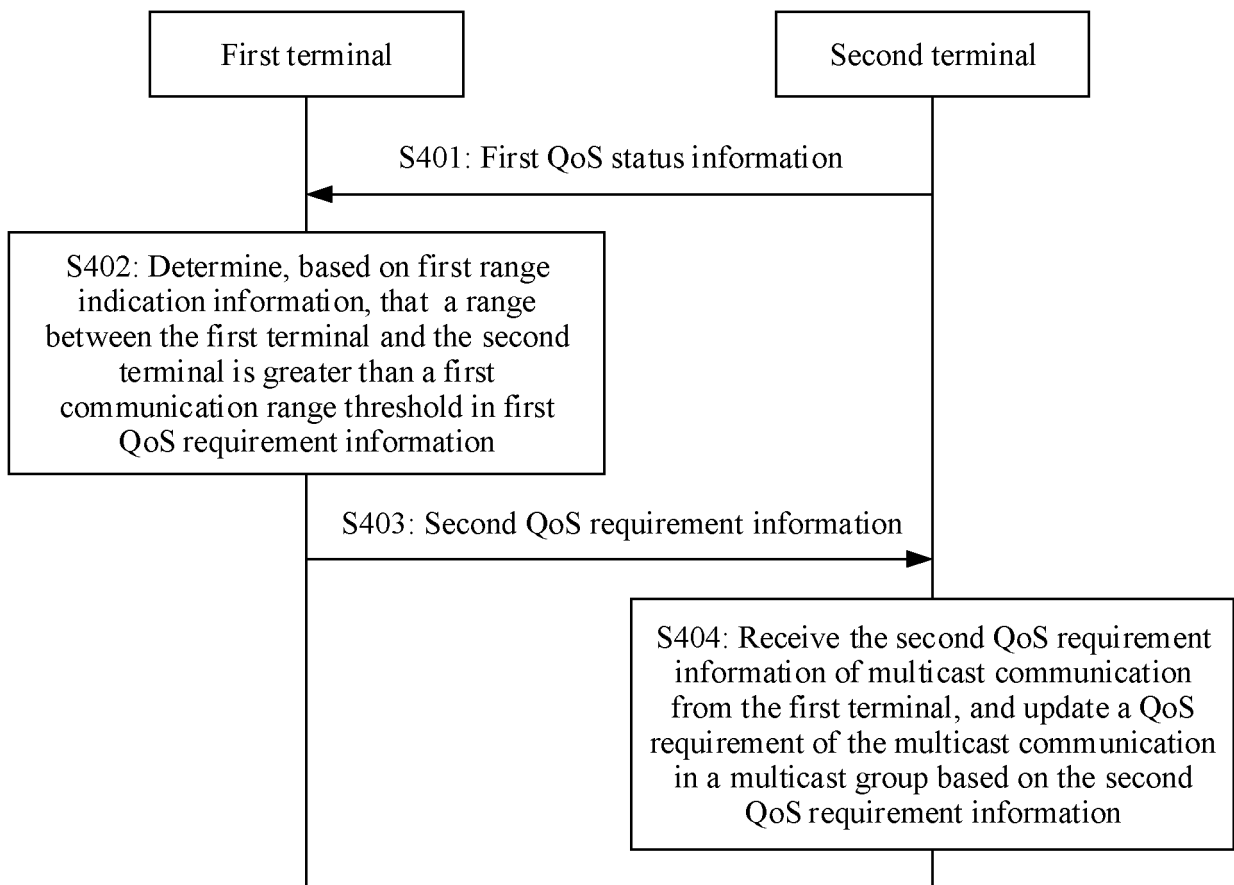 First terminal
Second terminal
S401: First QoS status information
S402: Determine, based on first range
indication information, that a range
between the first terminal and the second
terminal is greater than a first
communication range threshold in first
QoS requirement information
S403: Second QoS requirement information
S404: Receive the second QoS requirement
information of multicast communication
from the first terminal, and update a QoS
requirement of the multicast communication
in a multicast group based on the second
QoS requirement information